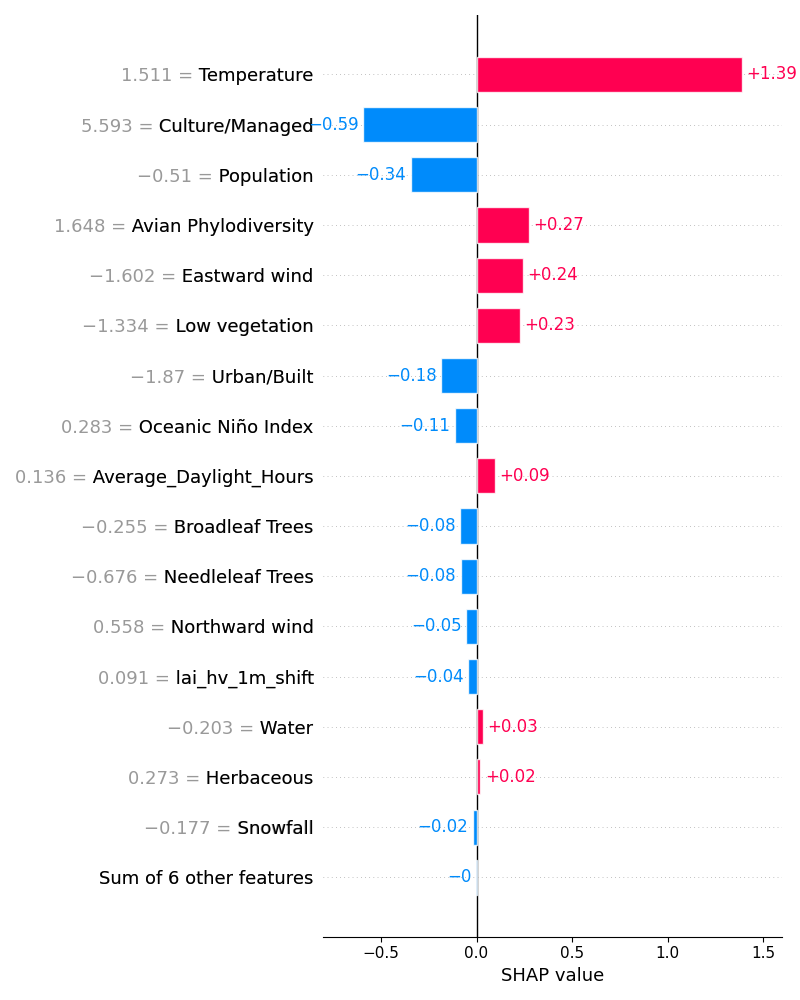 1.511 = Temperature +1.39
5.593 = Culture/Managed −0.59
−0.51 = Population −0.34
1.648 = Avian Phylodiversity +0.27
−1.602 = Eastward wind +0.24
−1.334 = Low vegetation +0.23
−1.87 = Urban/Built −0.18
0.283 = Oceanic Niño Index −0.11
0.136 = Average_Daylight_Hours +0.09
−0.255 = Broadleaf Trees −0.08
−0.676 = Needleleaf Trees −0.08
0.558 = Northward wind −0.05
0.091 = lai_hv_1m_shift −0.04
−0.203 = Water +0.03
0.273 = Herbaceous +0.02
−0.177 = Snowfall −0.02
Sum of 6 other features −0
−0.5 0.0 0.5 1.0 1.5
SHAP value